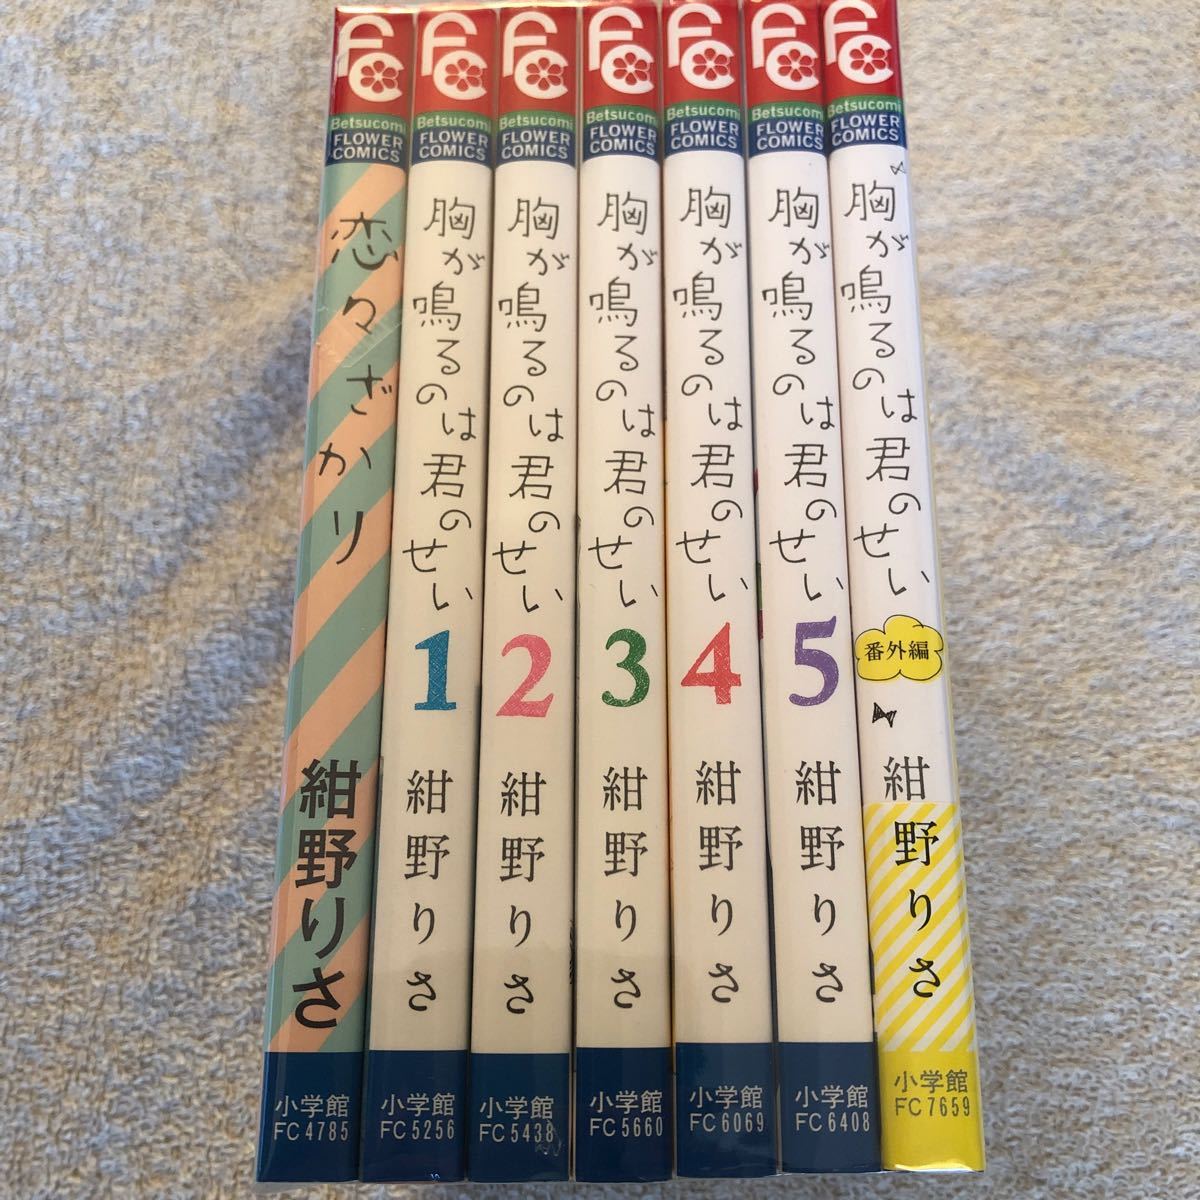 FC
Betsucomi
FLOWER
COMICS
恋々ざかり
紺野りさ
小学館
FC 4785
FC
Betsucomi
FLOWER
COMICS
胸が鳴るのは君のせい
1
紺野りさ
小学館
FC 5256
FC
Betsucomi
FLOWER
COMICS
胸が鳴るのは君のせい
2
紺野りさ
小学館
FC 5438
FC
Betsucomi
FLOWER
COMICS
胸が鳴るのは君のせい
3
紺野りさ
小学館
FC 5660
FC
Betsucomi
FLOWER
COMICS
胸が鳴るのは君のせい
4
紺野りさ
小学館
FC 6069
FC
Betsucomi
FLOWER
COMICS
胸が鳴るのは君のせい
5
紺野りさ
小学館
FC 6408
FC
Betsucomi
FLOWER
COMICS
胸が鳴るのは君のせい
番外編
紺野りさ
小学館
FC 7659